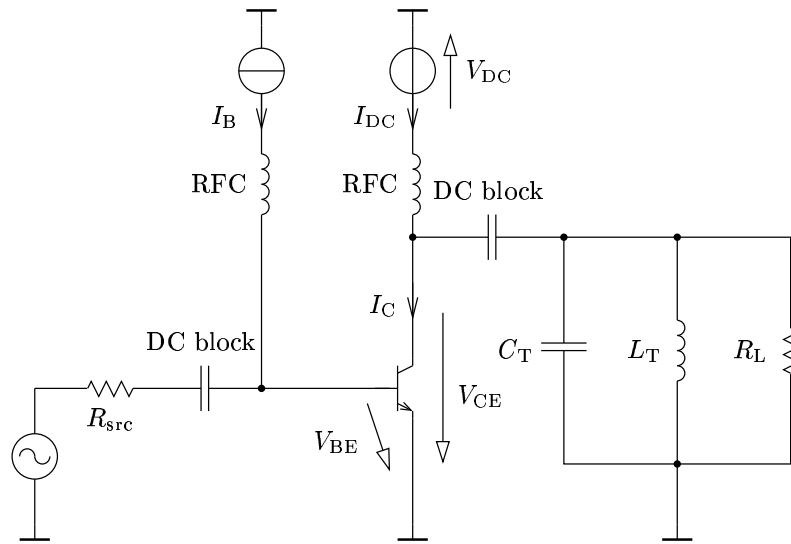 V_DC
I_B
I_DC
RFC
RFC
DC block
I_C
DC block
C_T
L_T
R_L
V_CE
R_src
V_BE